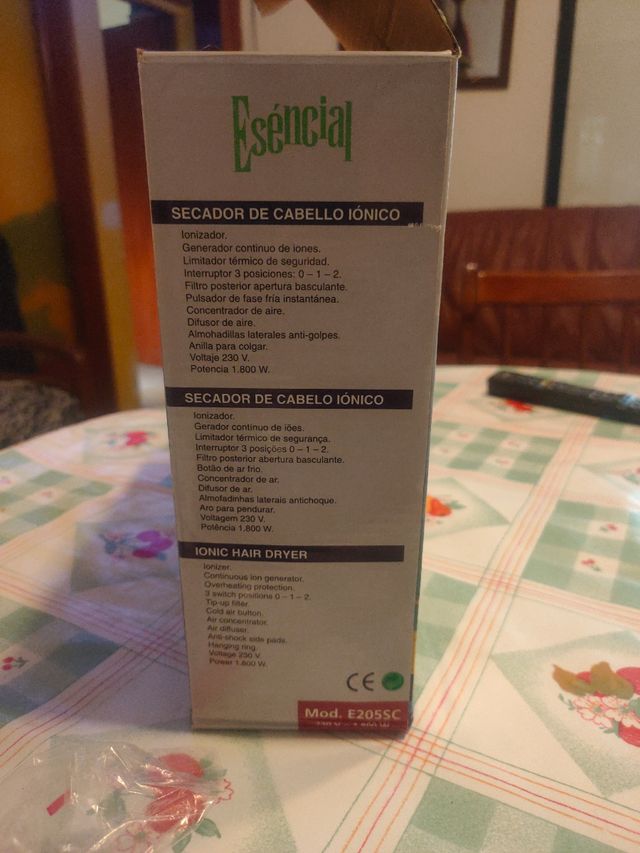 Eséncial
SECADOR DE CABELLO IÓNICO
Ionizador.
Generador continuo de iones.
Limitador térmico de seguridad.
Interruptor 3 posiciones: 0 – 1 – 2.
Filtro posterior apertura basculante.
Pulsador de fase fría instantánea.
Concentrador de aire.
Difusor de aire.
Almohadillas laterales anti-golpes.
Anilla para colgar.
Voltaje 230 V.
Potencia 1.800 W.
SECADOR DE CABELO IÓNICO
Ionizador.
Gerador continuo de iões.
Limitador térmico de segurança.
Interruptor 3 posições 0 – 1 – 2.
Filtro posterior abertura basculante.
Botão de ar frio.
Concentrador de ar.
Difusor de ar.
Almofadinhas laterais antichoque.
Aro para pendurar.
Voltagem 230 V.
Potência 1.800 W.
IONIC HAIR DRYER
Ionizer.
Continuous ion generator.
Overheating protection.
3 switch positions 0 – 1 – 2.
Tip-up filter.
Cold air button.
Air concentrator.
Air diffuser.
Anti-shock side pads.
Hanging ring.
Voltage 230 V.
Power 1.800 W.
CE
Mod. E205SC
230 V – 1.800 W